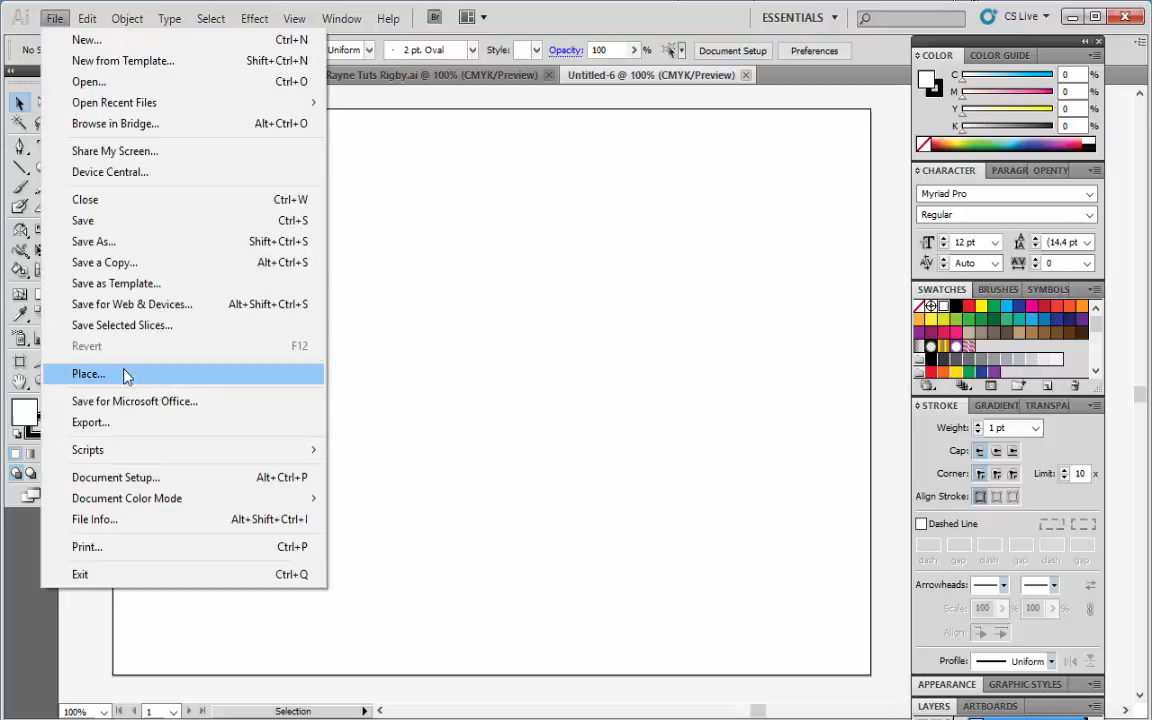 Ai File Edit Object Type Select Effect View Window Help Br ESSENTIALS CS Live
No S Uniform 2 pt. Oval Style: Opacity: 100 % Document Setup Preferences
Rayne Tuts Rigby.ai @ 100% (CMYK/Preview) Untitled-6 @ 100% (CMYK/Preview)
New... Ctrl+N
New from Template... Shift+Ctrl+N
Open... Ctrl+O
Open Recent Files
Browse in Bridge... Alt+Ctrl+O
Share My Screen...
Device Central...
Close Ctrl+W
Save Ctrl+S
Save As... Shift+Ctrl+S
Save a Copy... Alt+Ctrl+S
Save as Template...
Save for Web & Devices... Alt+Shift+Ctrl+S
Save Selected Slices...
Revert F12
Place...
Save for Microsoft Office...
Export...
Scripts
Document Setup... Alt+Ctrl+P
Document Color Mode
File Info... Alt+Shift+Ctrl+I
Print... Ctrl+P
Exit Ctrl+Q
COLOR COLOR GUIDE
C 0 %
M 0 %
Y 0 %
K 0 %
CHARACTER PARAGR OPENTY
Myriad Pro
Regular
12 pt (14.4 pt
Auto 0
SWATCHES BRUSHES SYMBOLS
STROKE GRADIENT TRANSPA
Weight: 1 pt
Cap:
Corner: Limit: 10 x
Align Stroke:
Dashed Line
dash gap dash gap dash gap
Arrowheads:
Scale: 100 % 100 %
Align:
Profile: Uniform
APPEARANCE GRAPHIC STYLES
LAYERS ARTBOARDS
100% 1 Selection